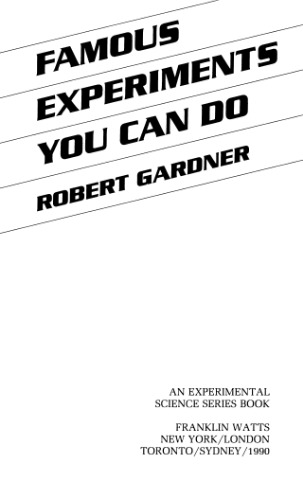 FAMOUS
EXPERIMENTS
YOU CAN DO
ROBERT GARDNER
AN EXPERIMENTAL
SCIENCE SERIES BOOK
FRANKLIN WATTS
NEW YORK/LONDON
TORONTO/SYDNEY/1990